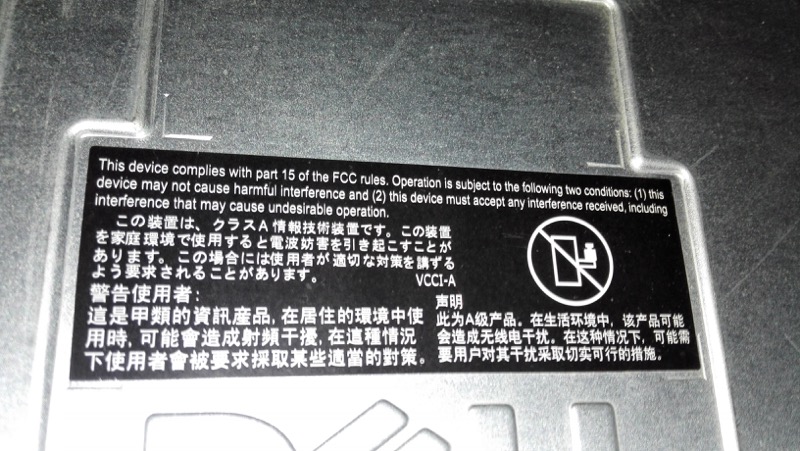 This device complies with part 15 of the FCC rules. Operation is subject to the following two conditions: (1) this
device may not cause harmful interference and (2) this device must accept any interference received, including
interference that may cause undesirable operation.
この装置は、クラスA情報技術装置です。この装置
を家庭環境で使用すると電波妨害を引き起こすことが
あります。この場合には使用者が適切な対策を講ずる
よう要求されることがあります。
VCCI-A
警告使用者:
這是甲類的資訊産品,在居住的環境中使
用時,可能會造成射頻干擾,在這種情況
下使用者會被要求採取某些適當的對策。
声明
此为A级产品。在生活环境中，该产品可能
会造成无线电干扰。在这种情况下，可能需
要用户对其干扰采取切实可行的措施。
DELL